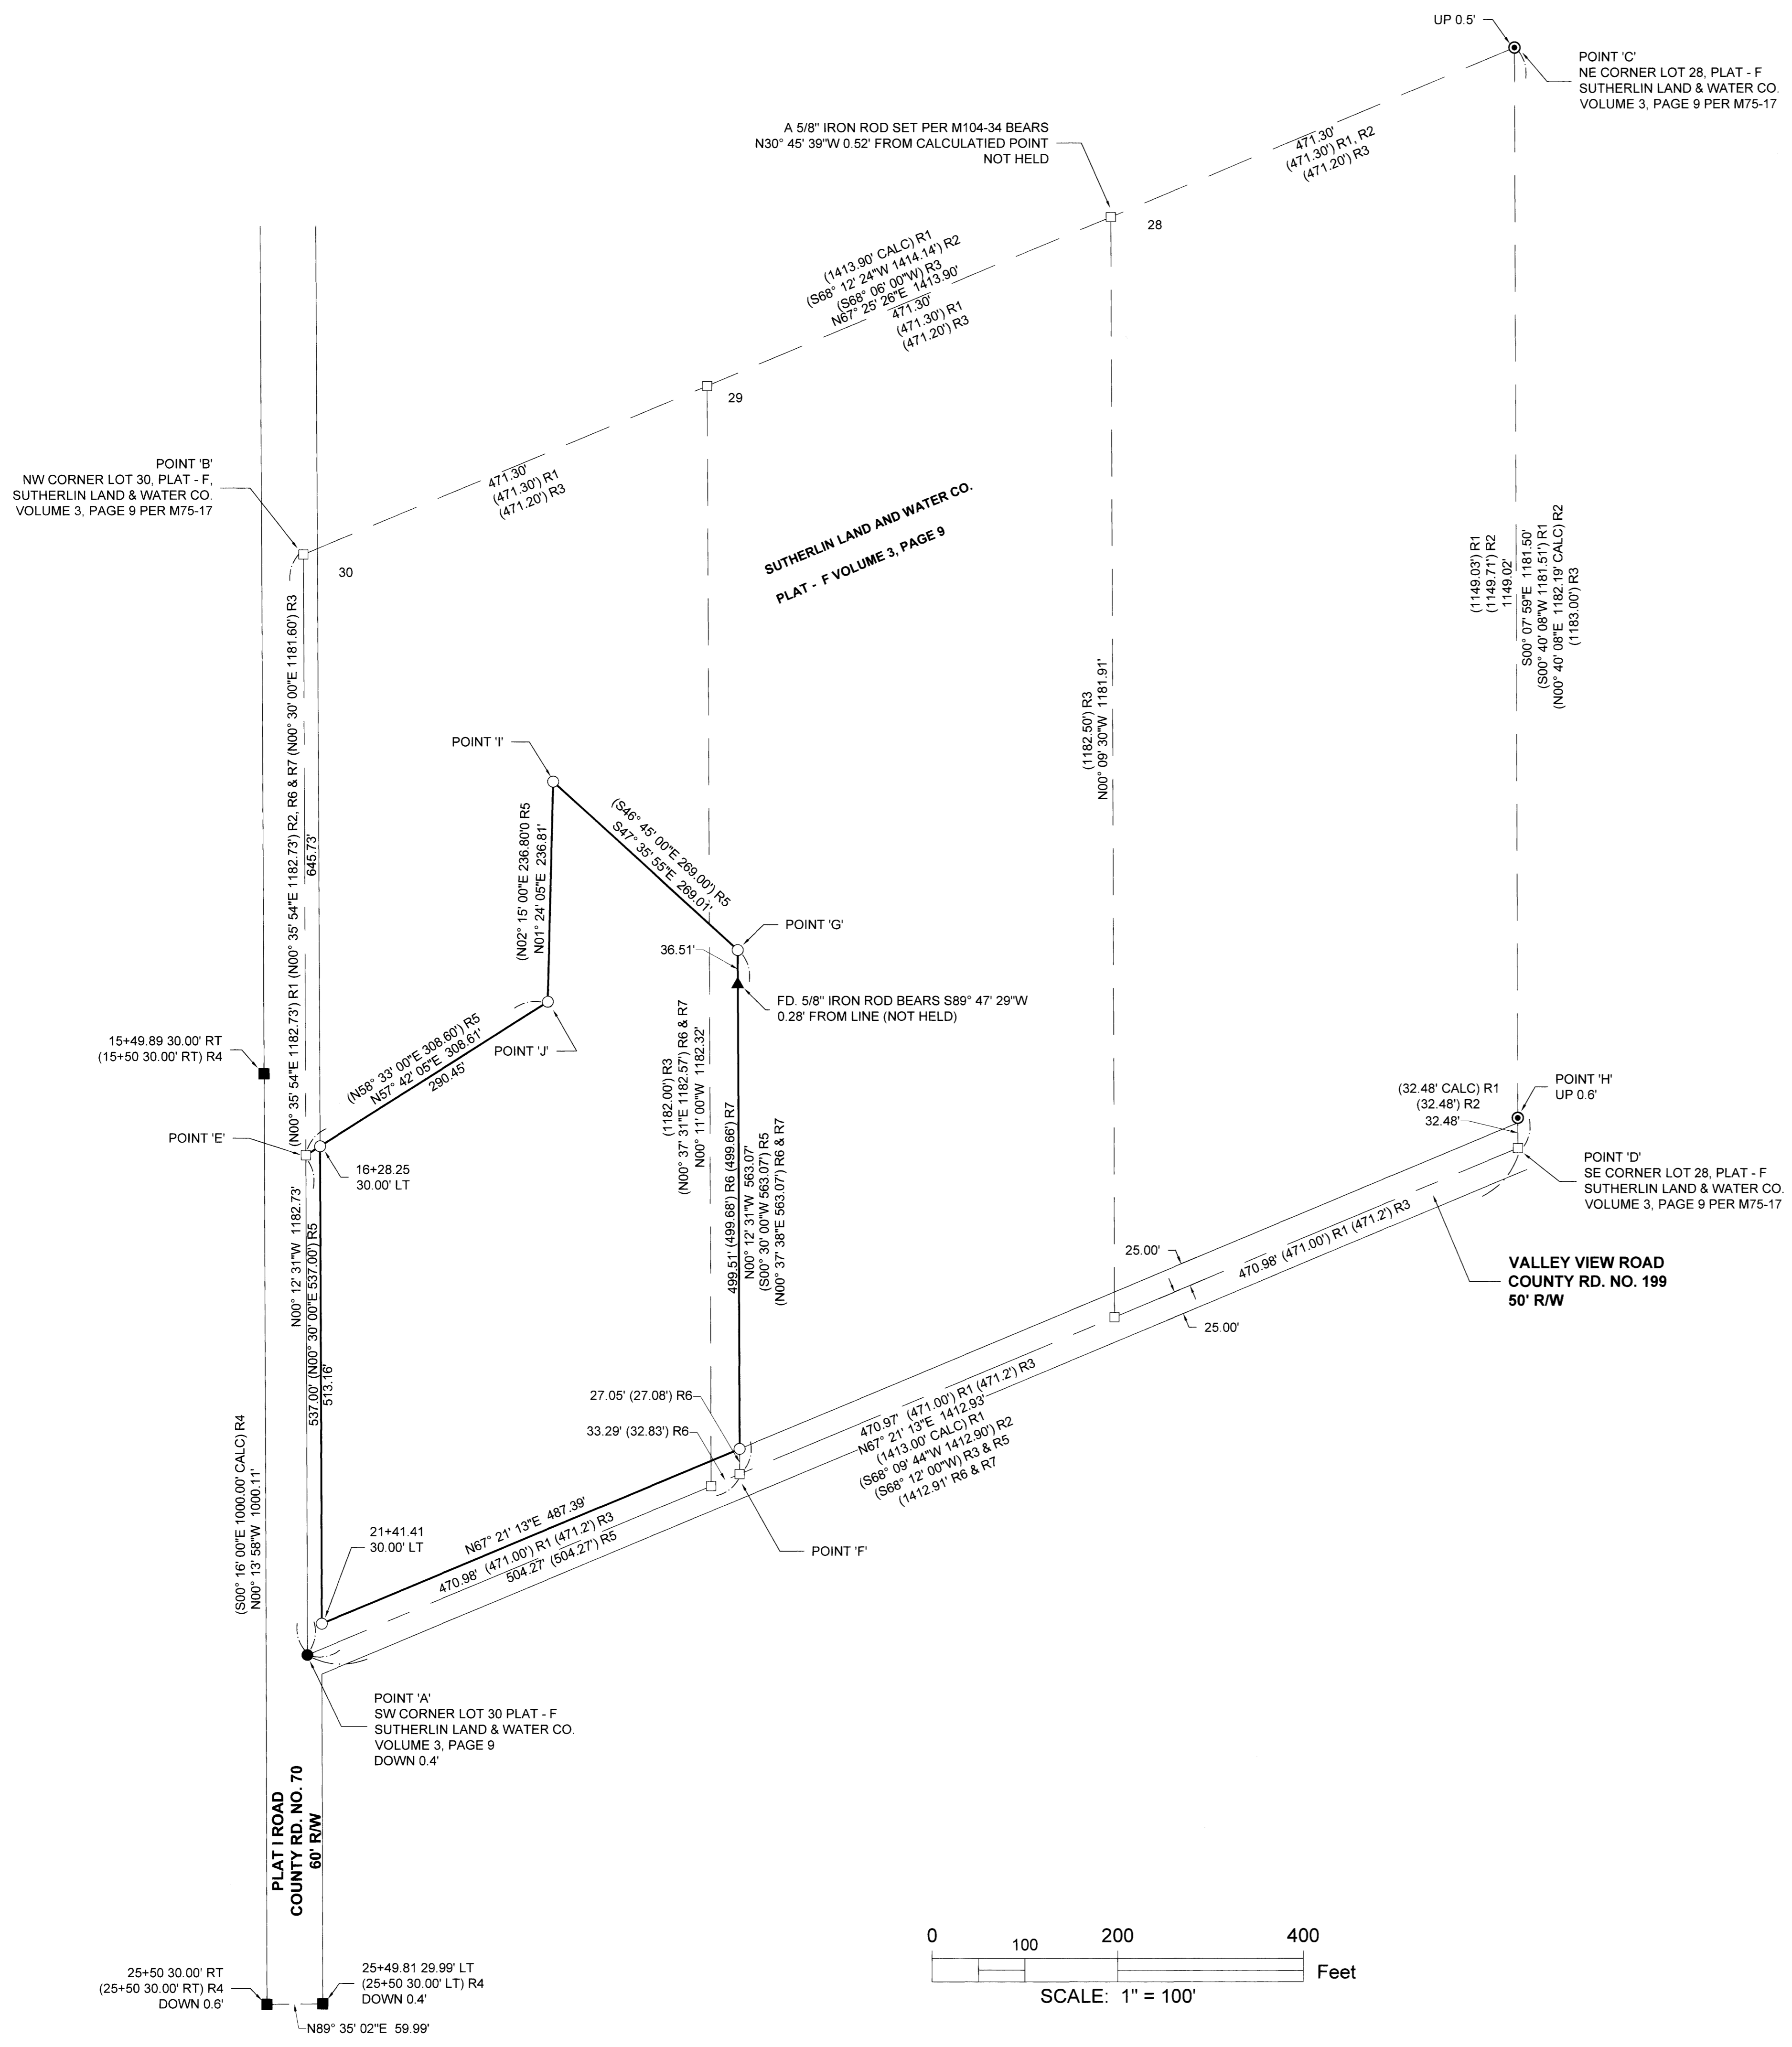 UP 0.5'
POINT 'C'
NE CORNER LOT 28, PLAT - F
SUTHERLIN LAND & WATER CO.
VOLUME 3, PAGE 9 PER M75-17
A 5/8" IRON ROD SET PER M104-34 BEARS
N30° 45' 39"W 0.52' FROM CALCULATIED POINT
NOT HELD
471.30'
(471.30') R1, R2
(471.20') R3
28
(1413.90' CALC) R1
(S68° 12' 24"W 1414.14') R2
(S68° 06' 00"W) R3
N67° 25' 26"E 1413.90'
471.30'
(471.30') R1
(471.20') R3
29
POINT 'B'
NW CORNER LOT 30, PLAT - F,
SUTHERLIN LAND & WATER CO.
VOLUME 3, PAGE 9 PER M75-17
471.30'
(471.30') R1
(471.20') R3
30
SUTHERLIN LAND AND WATER CO.
PLAT - F VOLUME 3, PAGE 9
(1149.03') R1
(1149.71') R2
1149.02'
S00° 07' 59"E 1181.50'
(S00° 40' 08"W 1181.51') R1
(N00° 40' 08"E 1182.19' CALC) R2
(1183.00') R3
(1182.50') R3
N00° 09' 30"W 1181.91'
(N00° 35' 54"E 1182.73') R1 (N00° 35' 54"E 1182.73') R2, R6 & R7 (N00° 30' 00"E 1181.60') R3
645.73'
POINT 'I'
(N02° 15' 00"E 236.80'0 R5
N01° 24' 05"E 236.81'
(S46° 45' 00"E 269.00') R5
S47° 35' 55"E 269.01'
POINT 'G'
36.51'
FD. 5/8" IRON ROD BEARS S89° 47' 29"W
0.28' FROM LINE (NOT HELD)
POINT 'J'
15+49.89 30.00' RT
(15+50 30.00' RT) R4
(N58° 33' 00"E 308.60') R5
N57° 42' 05"E 308.61'
290.45'
POINT 'E'
16+28.25
30.00' LT
(1182.00') R3
(N00° 37' 31"E 1182.57') R6 & R7
N00° 11' 00"W 1182.32'
499.51' (499.68') R6 (499.66') R7
N00° 12' 31"W 563.07'
(S00° 30' 00"W 563.07') R5
(N00° 37' 38"E 563.07') R6 & R7
(32.48' CALC) R1
(32.48') R2
32.48'
POINT 'H'
UP 0.6'
POINT 'D'
SE CORNER LOT 28, PLAT - F
SUTHERLIN LAND & WATER CO.
VOLUME 3, PAGE 9 PER M75-17
N00° 12' 31"W 1182.73'
537.00' (N00° 30' 00"E 537.00') R5
513.16'
25.00'
25.00'
470.98' (471.00') R1 (471.2') R3
VALLEY VIEW ROAD
COUNTY RD. NO. 199
50' R/W
27.05' (27.08') R6
33.29' (32.83') R6
470.97' (471.00') R1 (471.2') R3
N67° 21' 13"E 1412.93'
(1413.00' CALC) R1
(S68° 09' 44"W 1412.90') R2
(S68° 12' 00"W) R3 & R5
(1412.91' R6 & R7
(S00° 16' 00"E 1000.00' CALC) R4
N00° 13' 58"W 1000.11'
21+41.41
30.00' LT
N67° 21' 13"E 487.39'
470.98' (471.00') R1 (471.2') R3
504.27' (504.27') R5
POINT 'F'
POINT 'A'
SW CORNER LOT 30 PLAT - F
SUTHERLIN LAND & WATER CO.
VOLUME 3, PAGE 9
DOWN 0.4'
PLAT I ROAD
COUNTY RD. NO. 70
60' R/W
25+50 30.00' RT
(25+50 30.00' RT) R4
DOWN 0.6'
25+49.81 29.99' LT
(25+50 30.00' LT) R4
DOWN 0.4'
N89° 35' 02"E 59.99'
0 100 200 400
Feet
SCALE: 1" = 100'